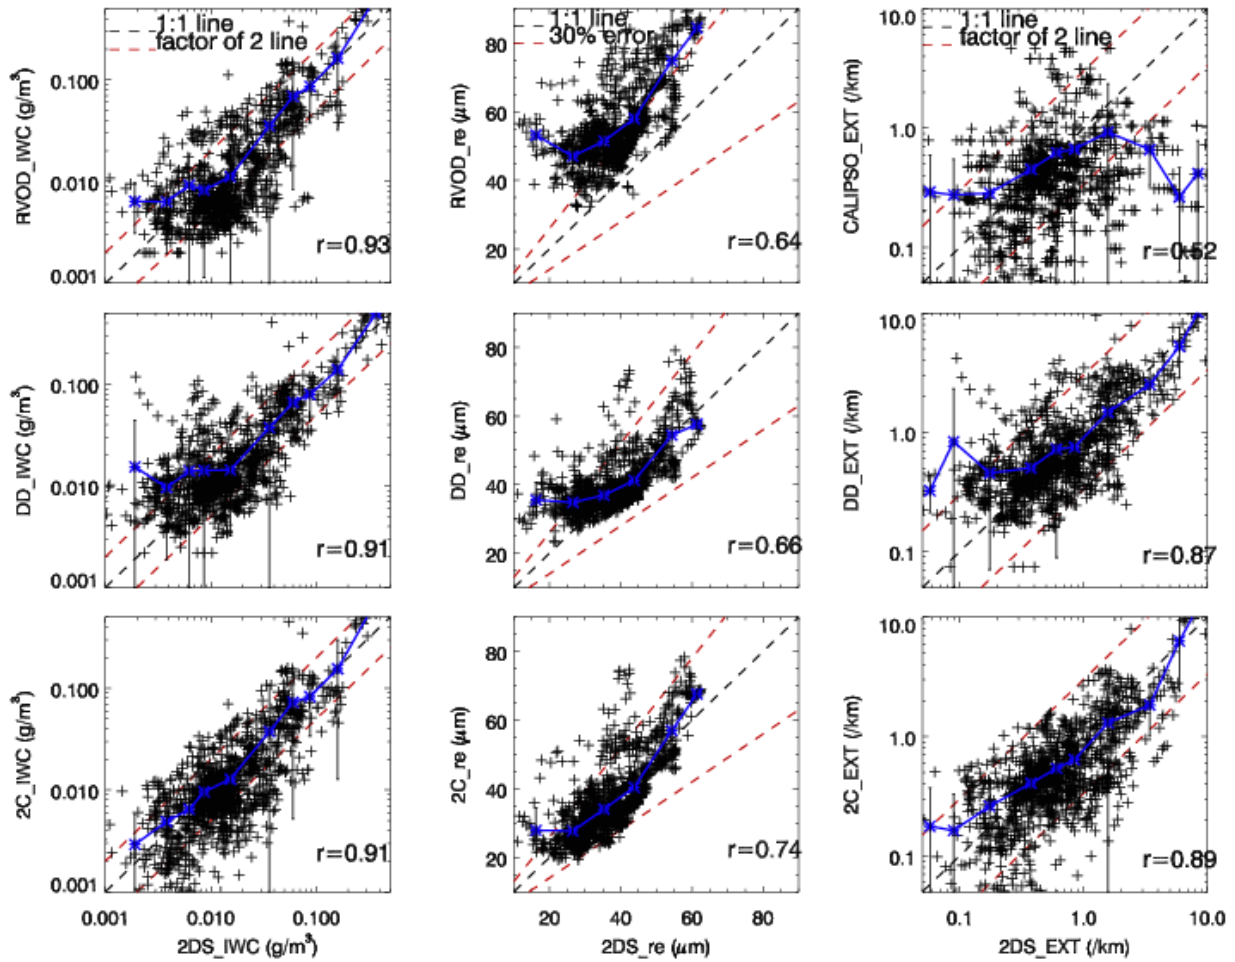 1:1 line
factor of 2 line
RVOD_IWC (g/m³)
0.100
0.010
0.001
r=0.93
1:1 line
30% error
RVOD_re (μm)
80
60
40
20
r=0.64
1:1 line
factor of 2 line
CALIPSO_EXT (/km)
10.0
1.0
0.1
r=0.52
DD_IWC (g/m³)
0.100
0.010
0.001
r=0.91
DD_re (μm)
80
60
40
20
r=0.66
DD_EXT (/km)
10.0
1.0
0.1
r=0.87
2C_IWC (g/m³)
0.100
0.010
0.001
r=0.91
0.001 0.010 0.100
2DS_IWC (g/m³)
2C_re (μm)
80
60
40
20
r=0.74
20 40 60 80
2DS_re (μm)
2C_EXT (/km)
10.0
1.0
0.1
r=0.89
0.1 1.0 10.0
2DS_EXT (/km)